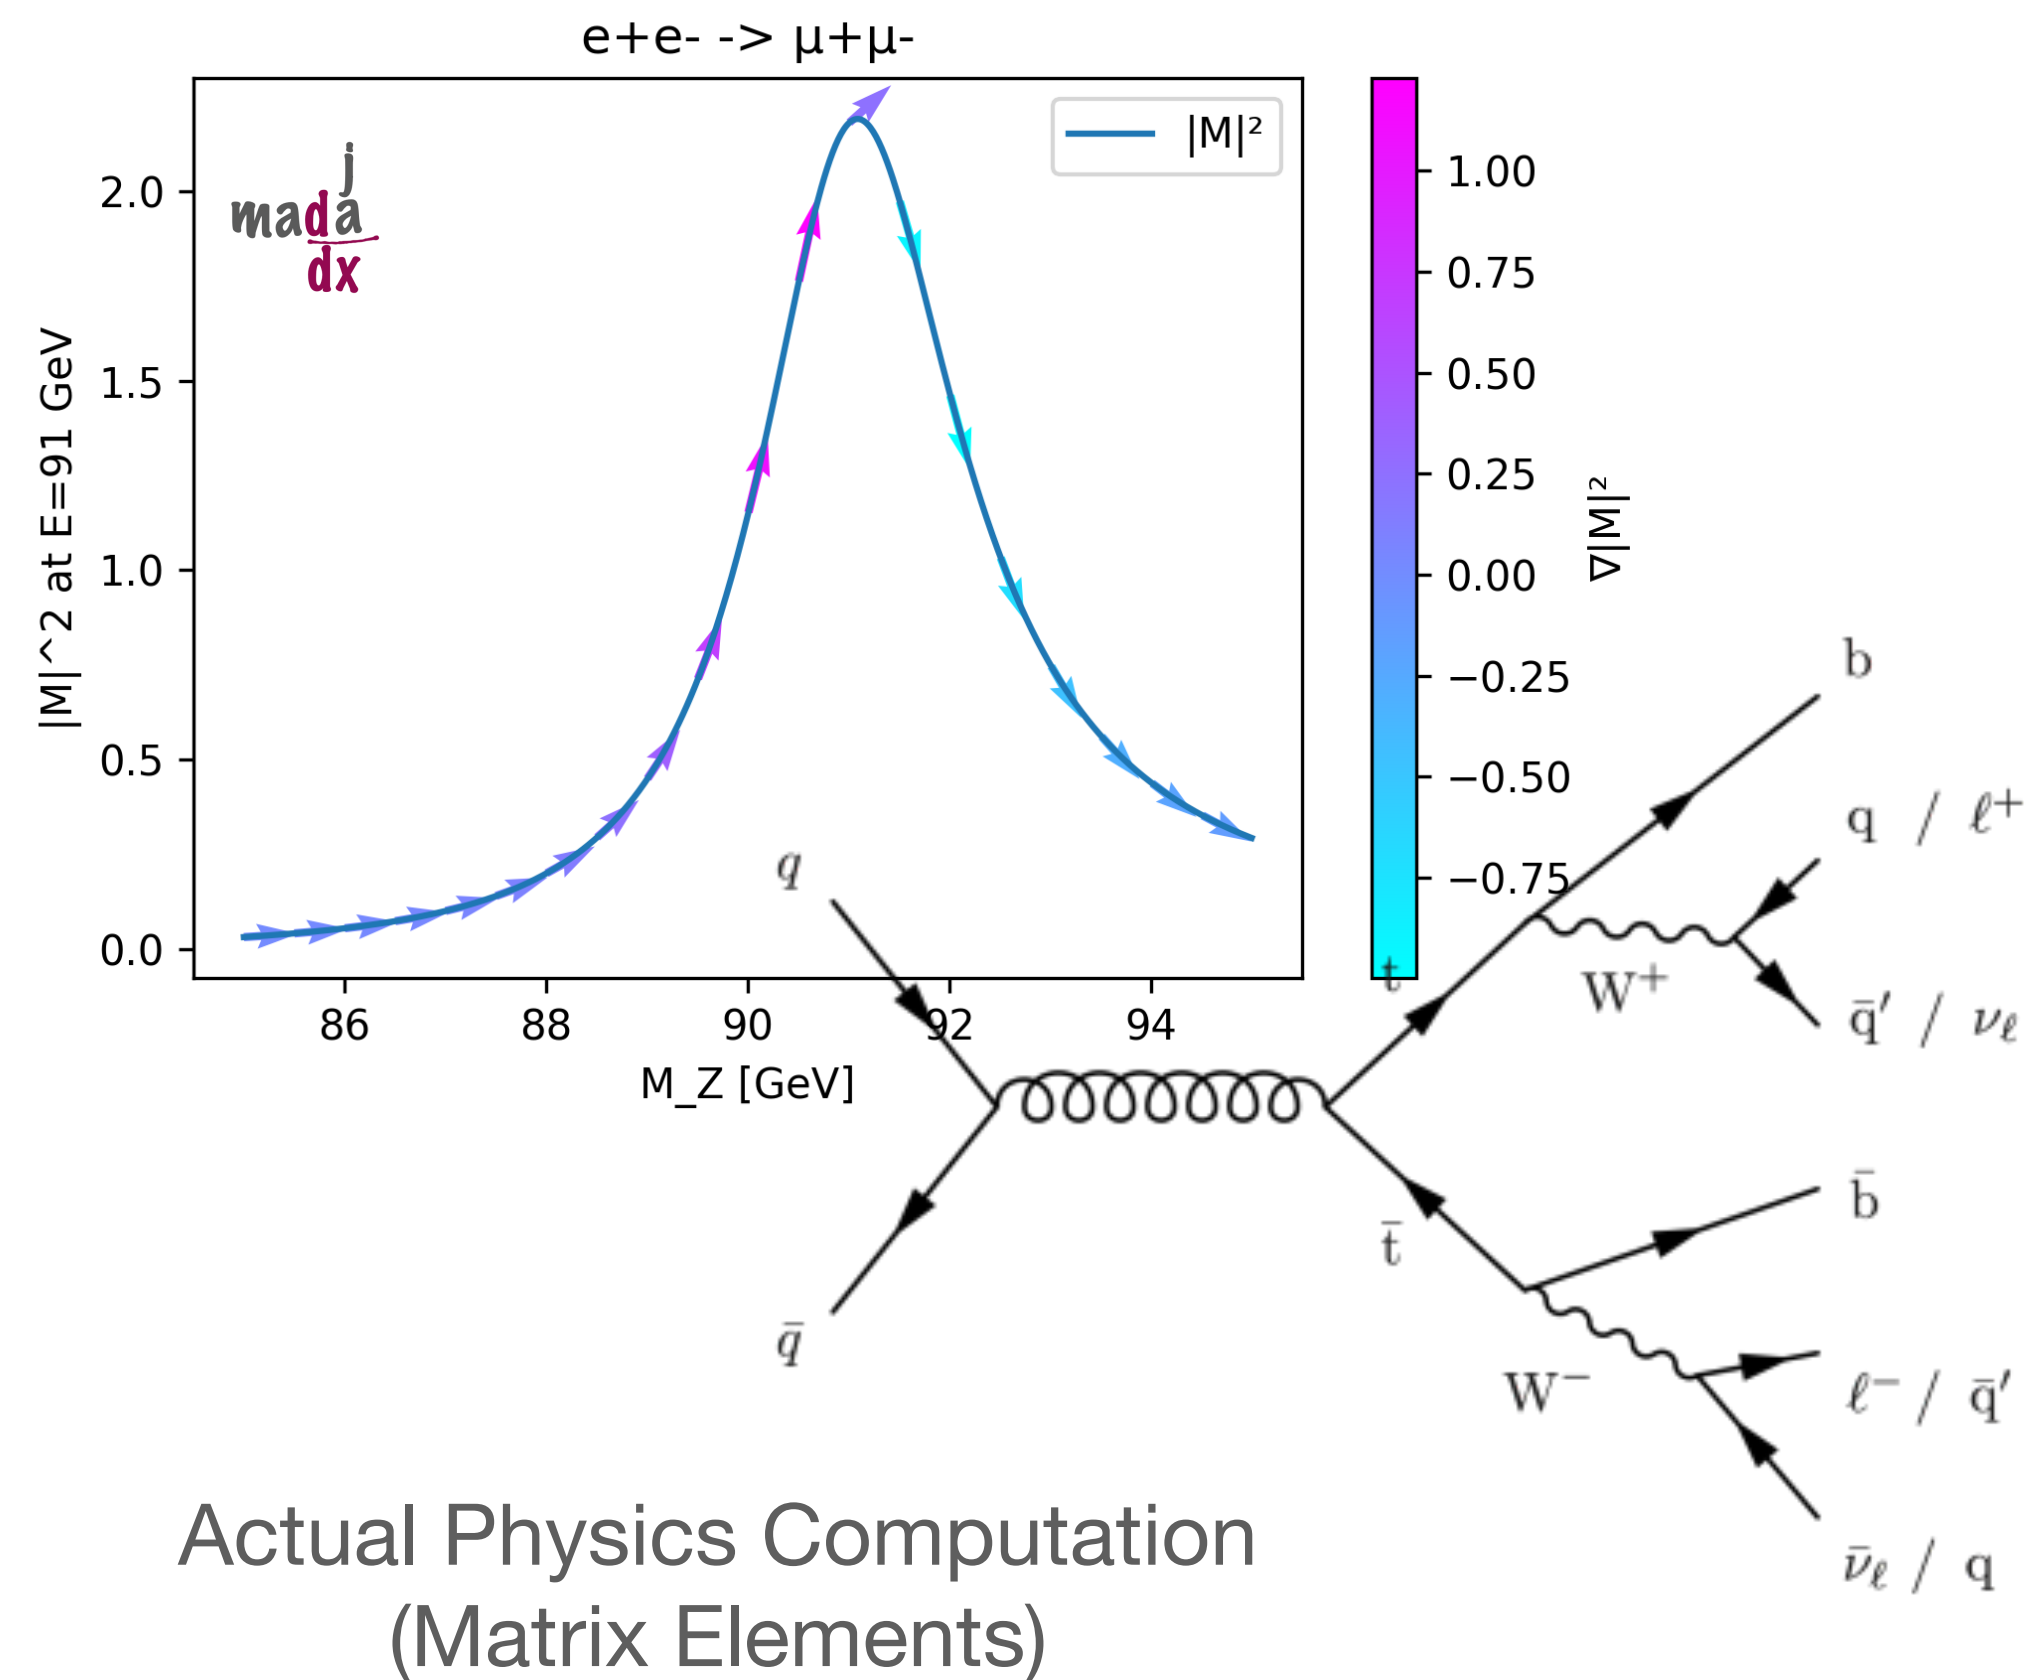 e+e- -> μ+μ-
|M|²
j
mada
dx
|M|^2 at E=91 GeV
2.0
1.5
1.0
0.5
0.0
86
88
90
92
94
M_Z [GeV]
1.00
0.75
0.50
0.25
0.00
−0.25
−0.50
−0.75
∇|M|²
q
q̄
t
t̄
b
W⁺
q / ℓ⁺
q̄′ / νℓ
b̄
W⁻
ℓ⁻ / q̄′
ν̄ℓ / q
Actual Physics Computation
(Matrix Elements)